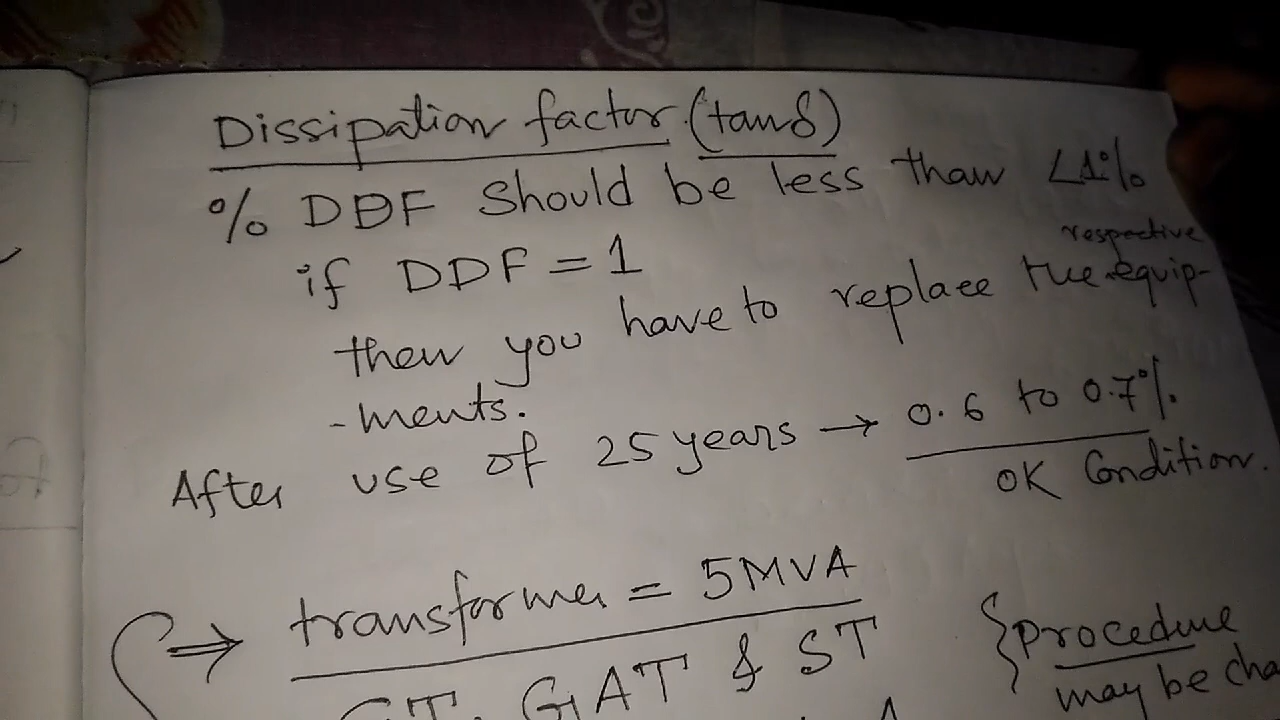 Dissipation factor (tanδ)
% DDF should be less than <1%
if DDF = 1
then you have to replace the respective equip-
-ments.
After use of 25 years → 0.6 to 0.7%.
OK Condition.
⇒ transformer = 5MVA
GAT & ST
{procedure
may be cha